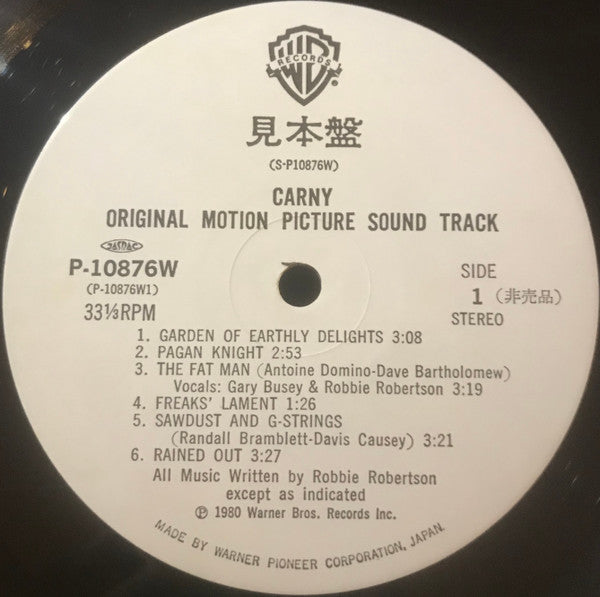 WB
RECORDS
見本盤
(S-P10876W)
CARNY
ORIGINAL MOTION PICTURE SOUND TRACK
JASRAC
P-10876W
(P-10876W1)
33⅓RPM
SIDE
1 (非売品)
STEREO
1. GARDEN OF EARTHLY DELIGHTS 3:08
2. PAGAN KNIGHT 2:53
3. THE FAT MAN (Antoine Domino-Dave Bartholomew)
Vocals: Gary Busey & Robbie Robertson 3:19
4. FREAKS' LAMENT 1:26
5. SAWDUST AND G-STRINGS
(Randall Bramblett-Davis Causey) 3:21
6. RAINED OUT 3:27
All Music Written by Robbie Robertson
except as indicated
℗ 1980 Warner Bros. Records Inc.
MADE BY WARNER PIONEER CORPORATION, JAPAN.